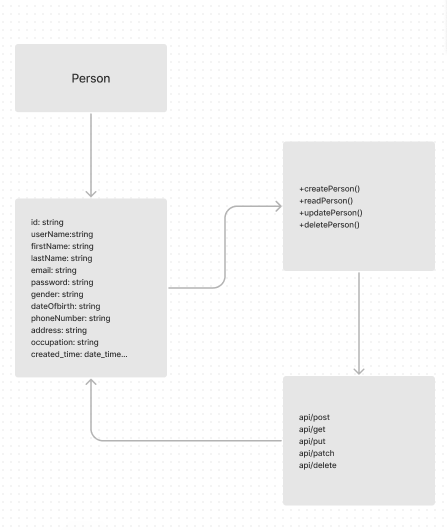 Person
id: string
userName:string
firstName: string
lastName: string
email: string
password: string
gender: string
dateOfbirth: string
phoneNumber: string
address: string
occupation: string
created_time: date_time...
+createPerson()
+readPerson()
+updatePerson()
+deletePerson()
api/post
api/get
api/put
api/patch
api/delete